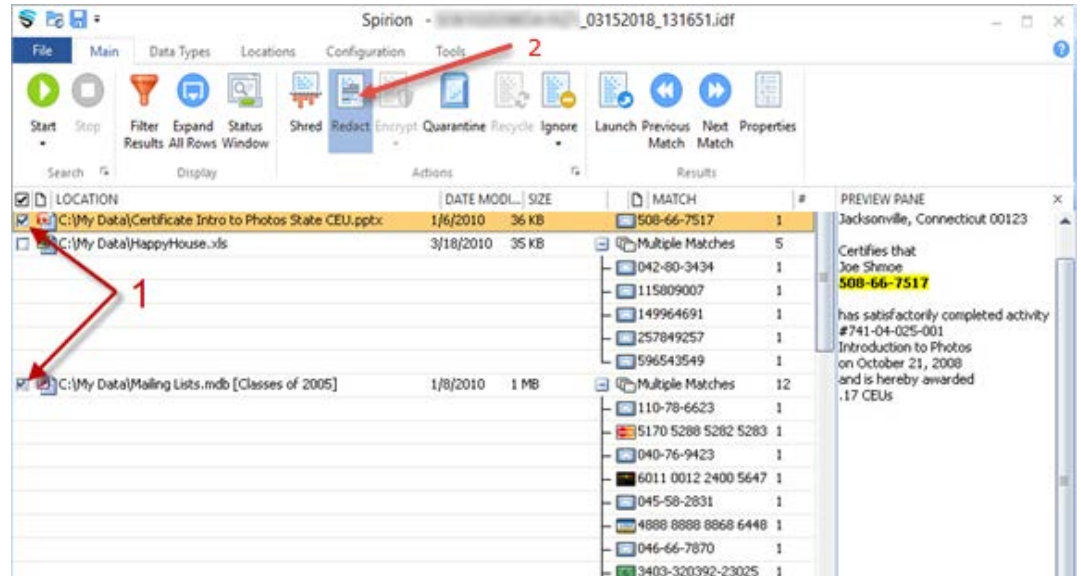 Spirion - _03152018_131651.idf
File Main Data Types Locations Configuration Tools 2
Start Stop Filter Results Expand All Rows Status Window Shred Redact Encrypt Quarantine Recycle Ignore Launch Previous Match Next Match Properties
Search Display Actions Results
LOCATION DATE MODI... SIZE MATCH # PREVIEW PANE
C:\My Data\Certificate Intro to Photos State CEU.pptx 1/6/2010 36 KB 508-66-7517 1
C:\My Data\HappyHouse.xls 3/18/2010 35 KB Multiple Matches 5
042-80-3434 1
115809007 1
1
149964691 1
257849257 1
596543549 1
C:\My Data\Mailing Lists.mdb [Classes of 2005] 1/8/2010 1 MB Multiple Matches 12
110-78-6623 1
5170 5288 5282 5283 1
040-76-9423 1
6011 0012 2400 5647 1
045-58-2831 1
4888 8888 8868 6448 1
046-66-7870 1
3403-320392-23025 1
Jacksonville, Connecticut 00123
Certifies that
Joe Shmoe
508-66-7517
has satisfactorily completed activity
#741-04-025-001
Introduction to Photos
on October 21, 2008
and is hereby awarded
.17 CEUs